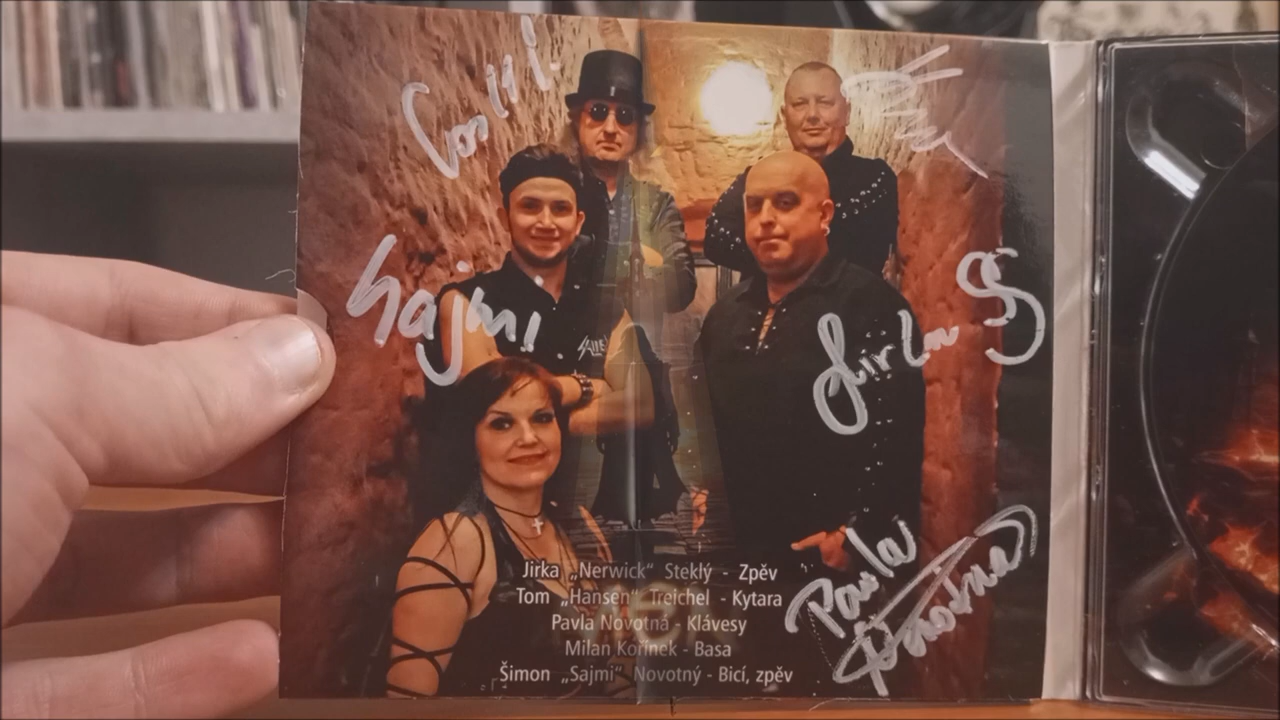 Sajmi
Pavla
Novotná
Jirka „Nerwick“ Steklý - Zpěv
Tom „Hansen“ Treichel - Kytara
Pavla Novotná - Klávesy
Milan Kořínek - Basa
Šimon „Sajmi“ Novotný - Bicí, zpěv